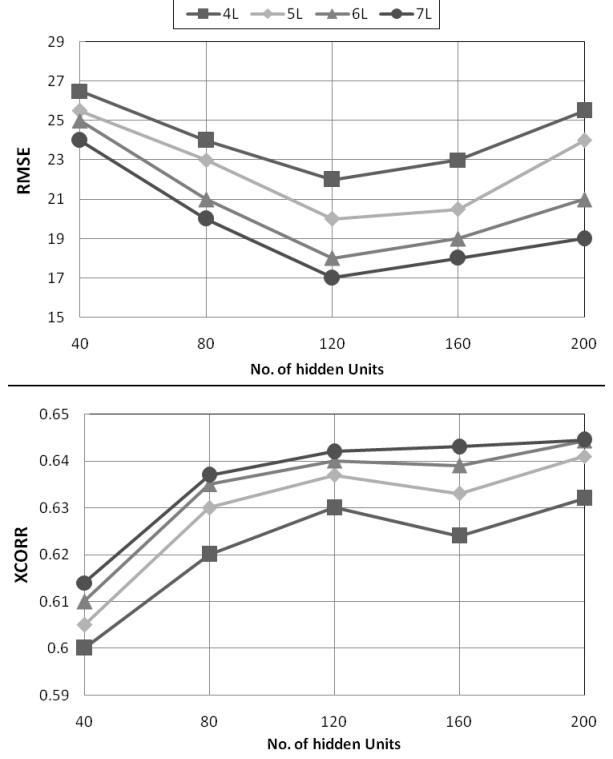 4L 5L 6L 7L
29
27
25
23
21
19
17
15
RMSE
40 80 120 160 200
No. of hidden Units
0.65
0.64
0.63
0.62
0.61
0.6
0.59
XCORR
40 80 120 160 200
No. of hidden Units